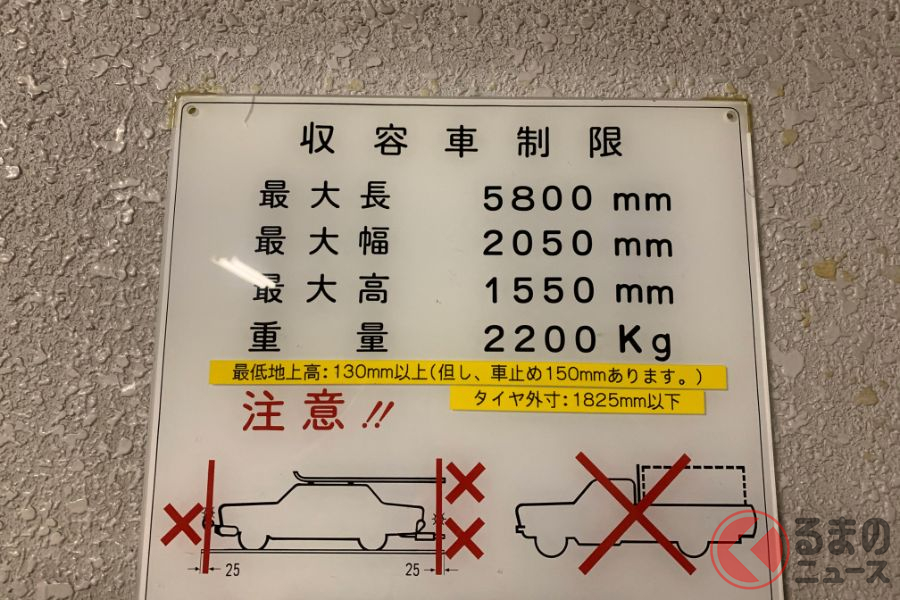 収容車制限
最大長 5800 mm
最大幅 2050 mm
最大高 1550 mm
重量 2200 Kg
最低地上高:130mm以上(但し、車止め150mmあります。)
タイヤ外寸:1825mm以下
注意!!
25 25
くるまの
ニュース